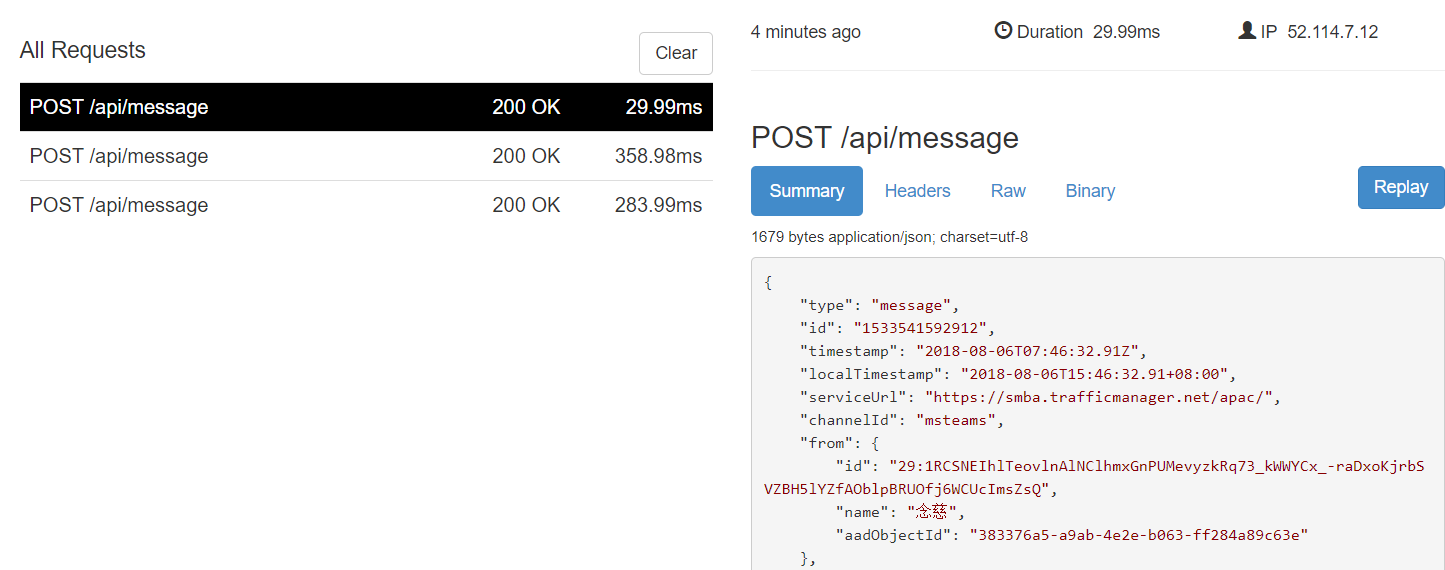 All Requests
Clear
POST /api/message 200 OK 29.99ms
POST /api/message 200 OK 358.98ms
POST /api/message 200 OK 283.99ms
4 minutes ago Duration 29.99ms IP 52.114.7.12
POST /api/message
Summary Headers Raw Binary Replay
1679 bytes application/json; charset=utf-8
{
"type": "message",
"id": "1533541592912",
"timestamp": "2018-08-06T07:46:32.91Z",
"localTimestamp": "2018-08-06T15:46:32.91+08:00",
"serviceUrl": "https://smba.trafficmanager.net/apac/",
"channelId": "msteams",
"from": {
"id": "29:1RCSNEIhlTeovlnAlNClhmxGnPUMevyzkRq73_kWWYCx_-raDxoKjrbS
VZBH5lYZfAOblpBRUOfj6WCUcImsZsQ",
"name": "念慈",
"aadObjectId": "383376a5-a9ab-4e2e-b063-ff284a89c63e"
},